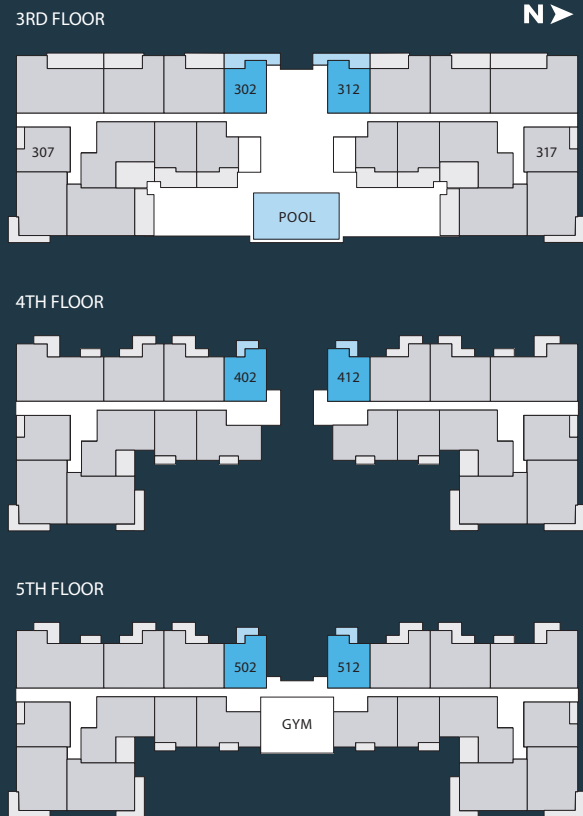 3RD FLOOR
N
302
312
307
317
POOL
4TH FLOOR
402
412
5TH FLOOR
502
512
GYM